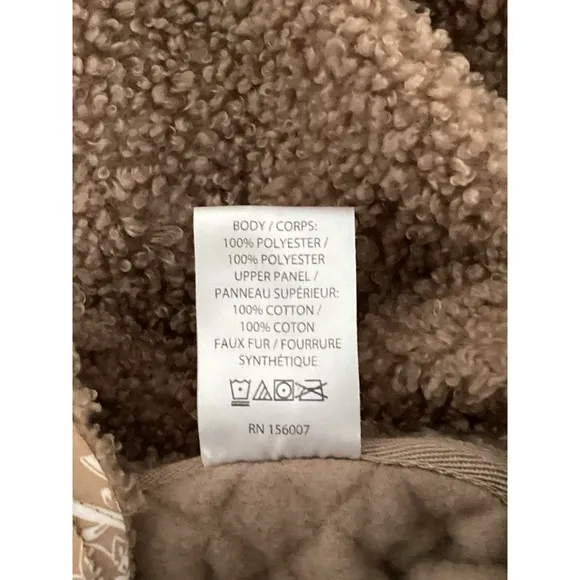 BODY / CORPS:
100% POLYESTER /
100% POLYESTER
UPPER PANEL /
PANNEAU SUPÉRIEUR:
100% COTTON /
100% COTON
FAUX FUR / FOURRURE
SYNTHÉTIQUE
RN 156007